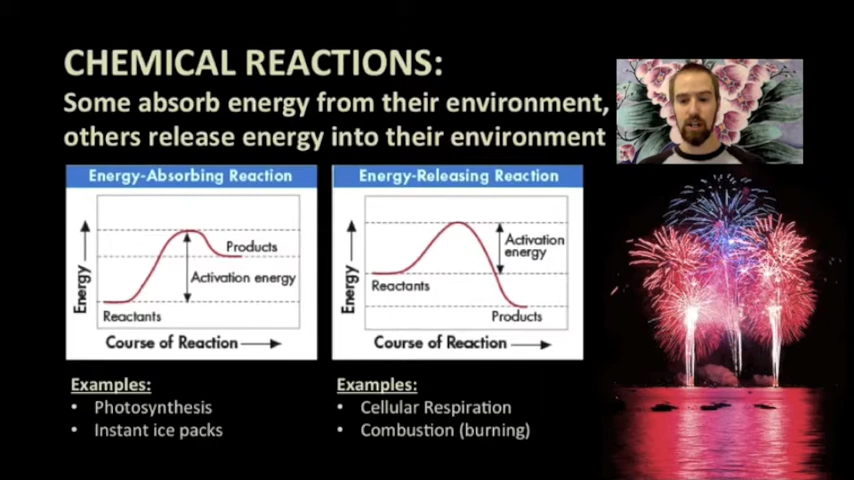 CHEMICAL REACTIONS:
Some absorb energy from their environment,
others release energy into their environment
Energy-Absorbing Reaction
Energy
Products
Activation energy
Reactants
Course of Reaction
Energy-Releasing Reaction
Energy
Activation
energy
Reactants
Products
Course of Reaction
Examples:
• Photosynthesis
• Instant ice packs
Examples:
• Cellular Respiration
• Combustion (burning)